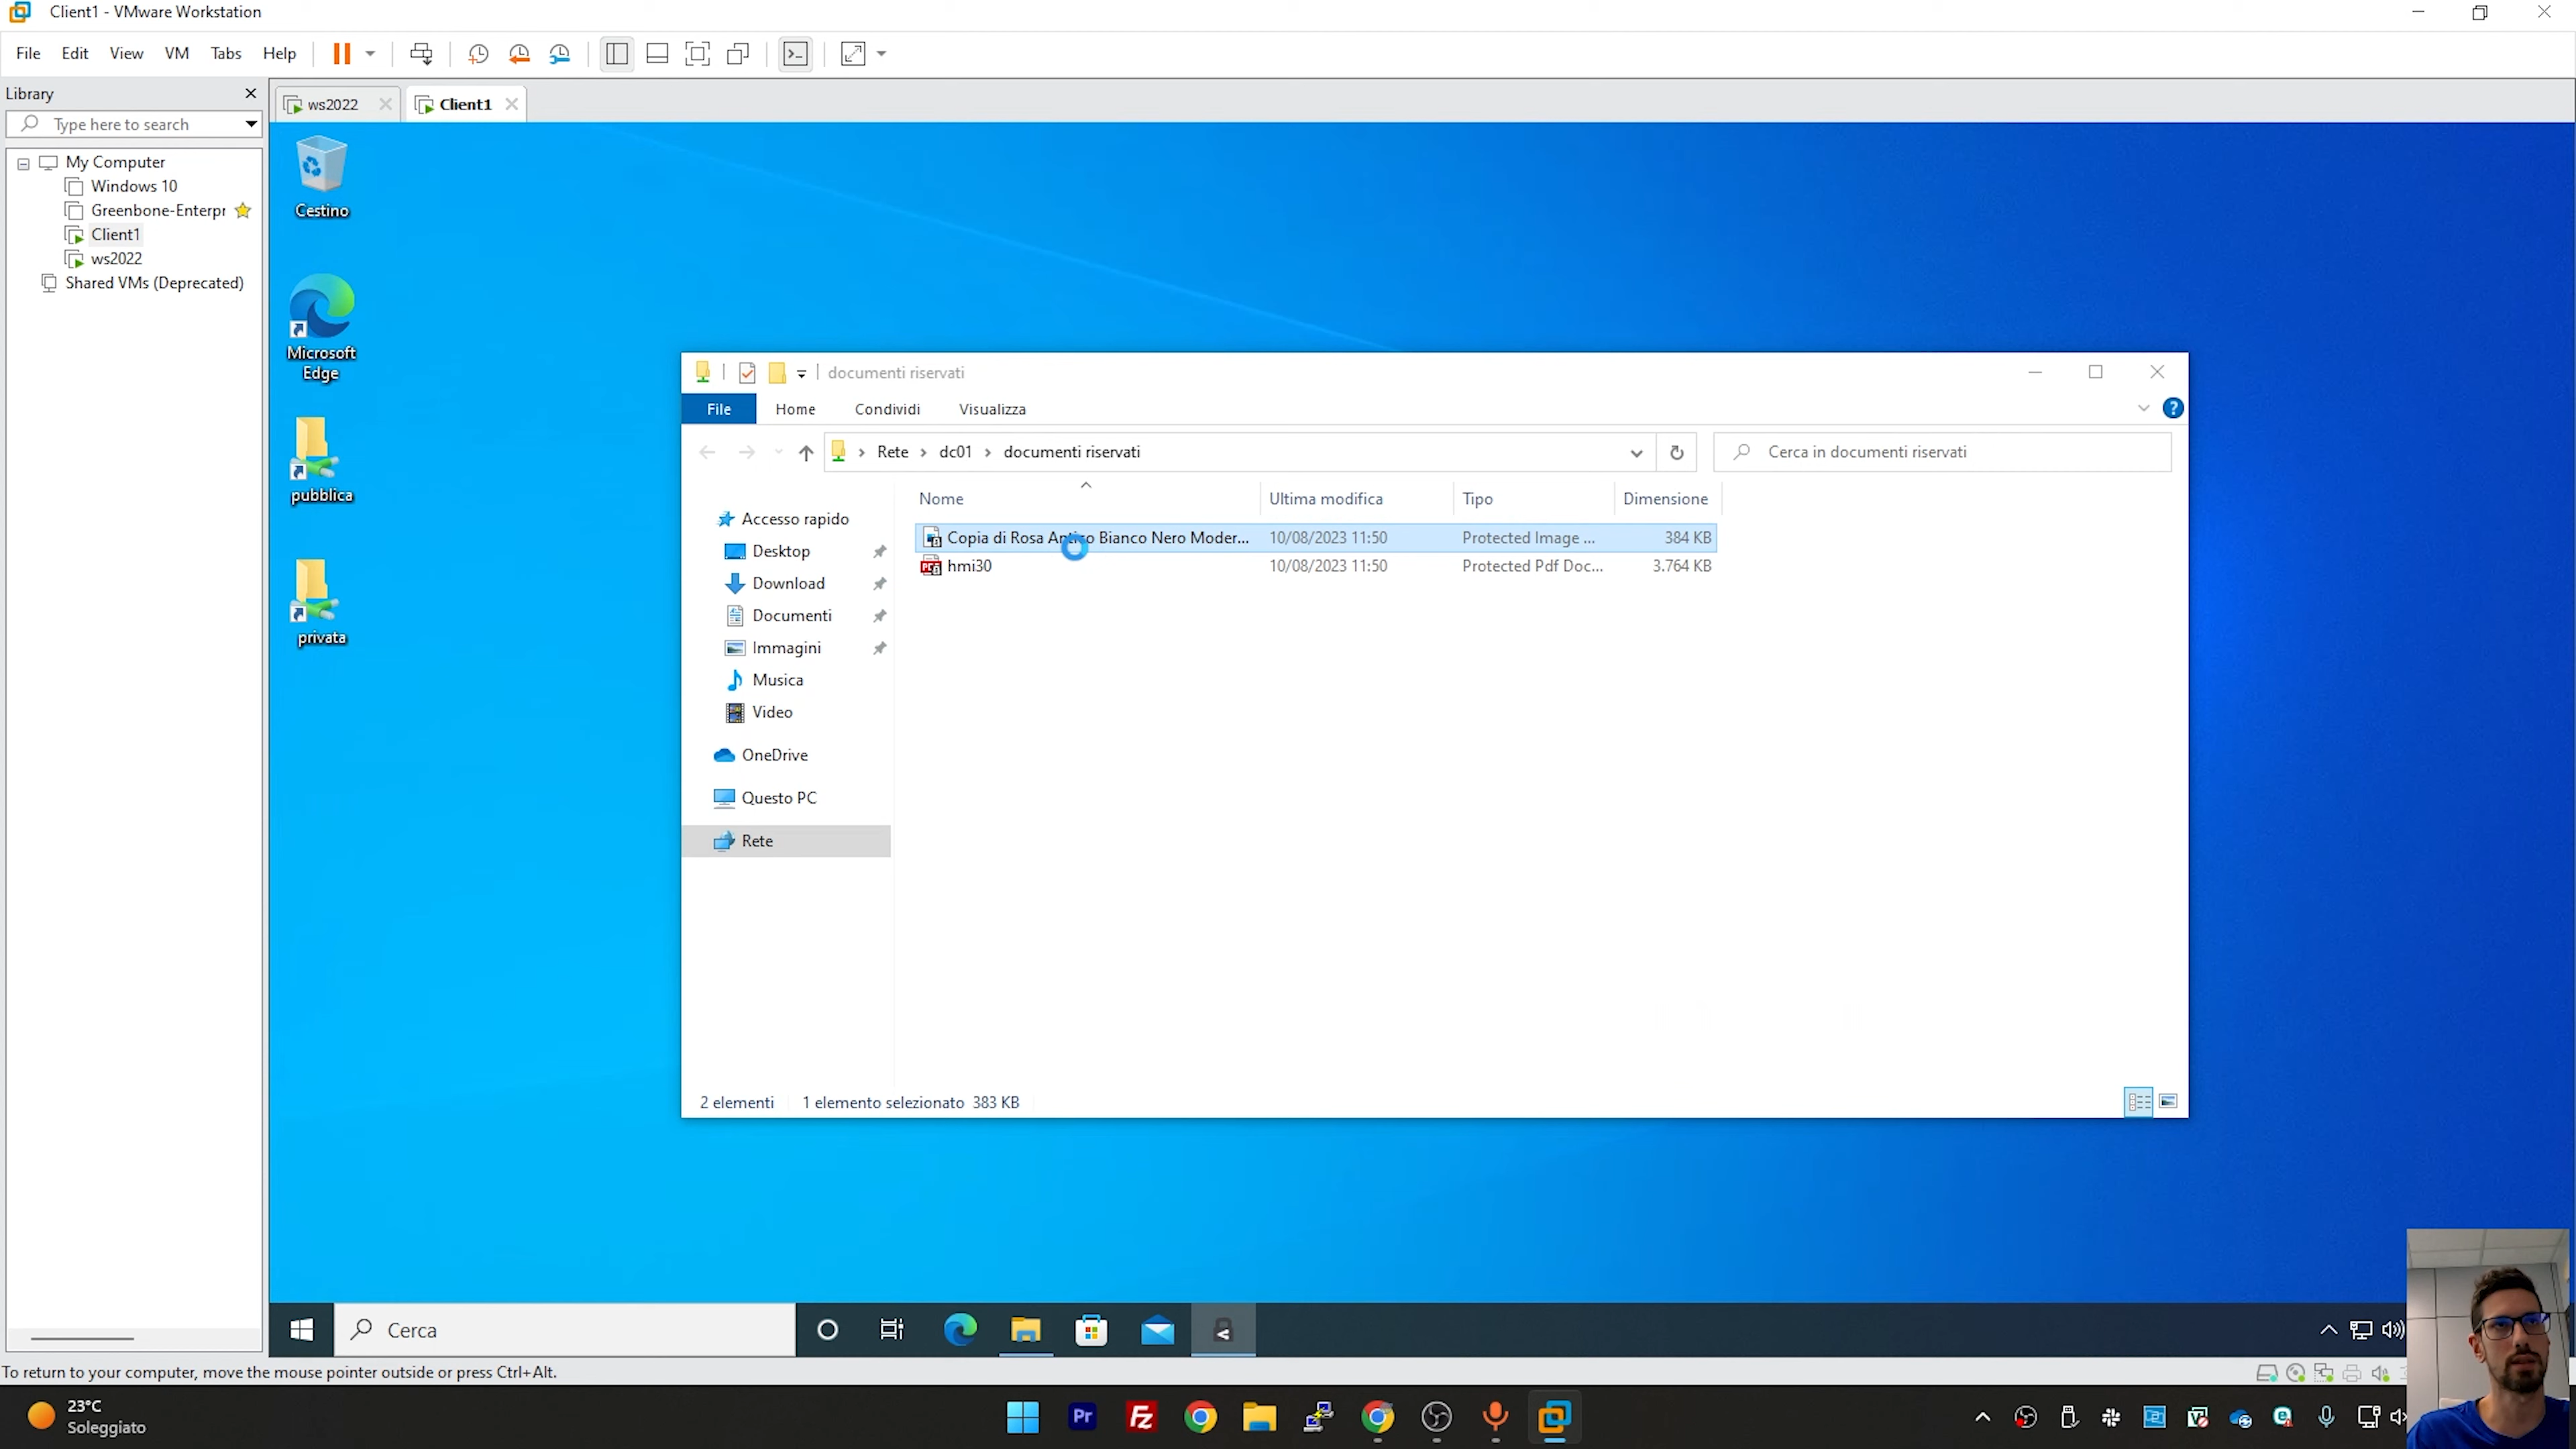 Client1 - VMware Workstation
File Edit View VM Tabs Help
Library
ws2022 Client1
Type here to search
My Computer
Windows 10
Greenbone-Enterpr
Client1
ws2022
Shared VMs (Deprecated)
Cestino
Microsoft
Edge
pubblica
privata
documenti riservati
File Home Condividi Visualizza
Rete dc01 documenti riservati
Cerca in documenti riservati
Nome Ultima modifica Tipo Dimensione
Copia di Rosa Antico Bianco Nero Moder... 10/08/2023 11:50 Protected Image ... 384 KB
hmi30 10/08/2023 11:50 Protected Pdf Doc... 3.764 KB
Accesso rapido
Desktop
Download
Documenti
Immagini
Musica
Video
OneDrive
Questo PC
Rete
2 elementi 1 elemento selezionato 383 KB
Cerca
To return to your computer, move the mouse pointer outside or press Ctrl+Alt.
23°C
Soleggiato
Pr
Fz